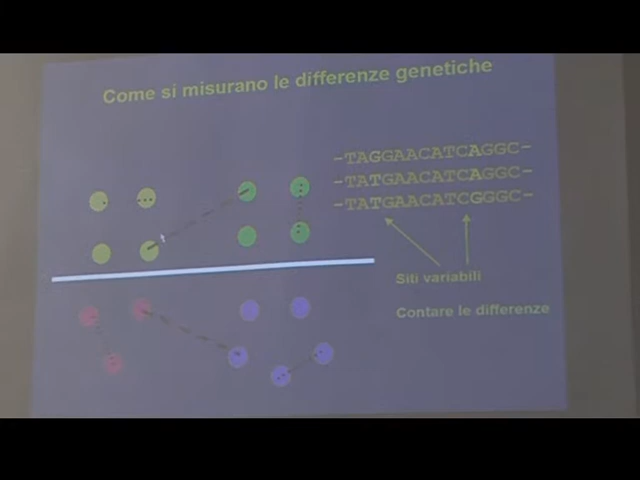 Come si misurano le differenze genetiche
-TAGGAACATCAGGC-
-TATGAACATCAGGC-
-TATGAACATCGGGC-
Siti variabili
Contare le differenze